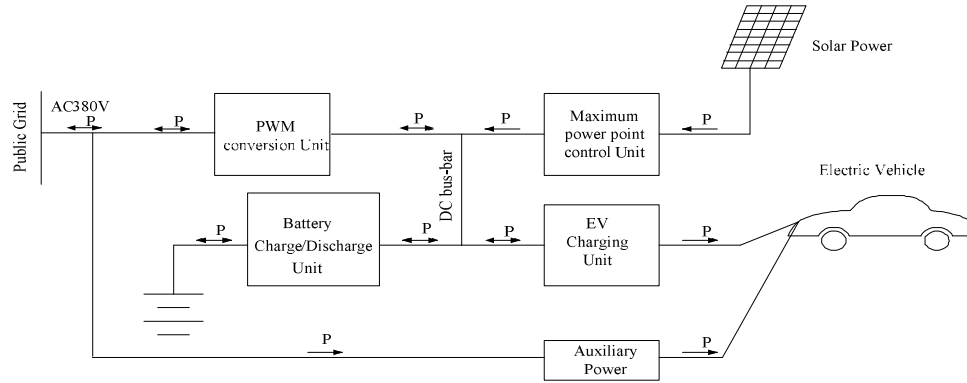 Solar Power
AC380V
P
P
P
P
P
Public Grid
PWM
conversion Unit
Maximum
power point
control Unit
DC bus-bar
Electric Vehicle
Battery
Charge/Discharge
Unit
EV
Charging
Unit
P
P
P
P
P
P
Auxiliary
Power